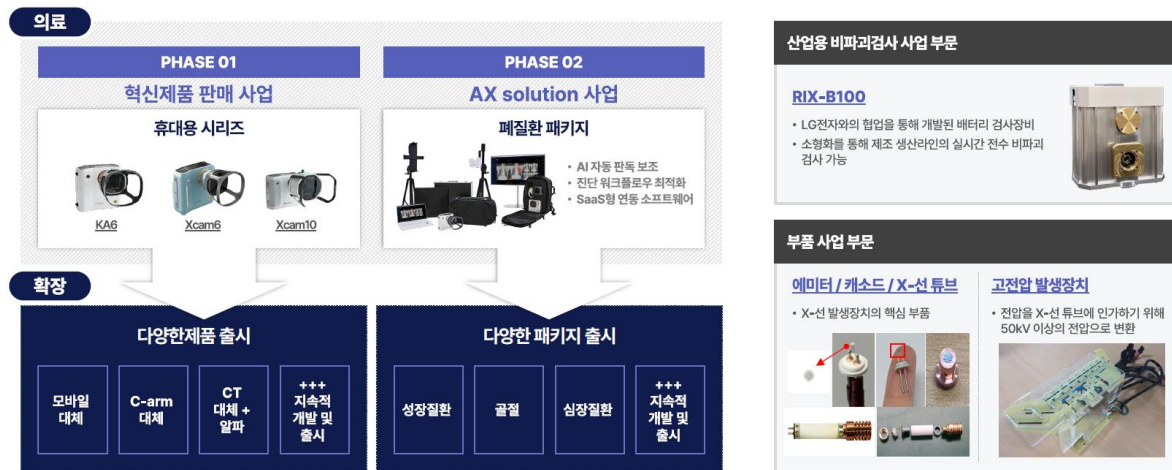 의료
PHASE 01
혁신제품 판매 사업
휴대용 시리즈
KA6
Xcam6
Xcam10
PHASE 02
AX solution 사업
폐질환 패키지
• AI 자동 판독 보조
• 진단 워크플로우 최적화
• SaaS형 연동 소프트웨어
확장
다양한제품 출시
모바일
대체
C-arm
대체
CT
대체 +
알파
+++
지속적
개발 및
출시
다양한 패키지 출시
성장질환
골절
심장질환
+++
지속적
개발 및
출시
산업용 비파괴검사 사업 부문
RIX-B100
• LG전자와의 협업을 통해 개발된 배터리 검사장비
• 소형화를 통해 제조 생산라인의 실시간 전수 비파괴
검사 가능
부품 사업 부문
에미터 / 캐소드 / X-선 튜브
• X-선 발생장치의 핵심 부품
고전압 발생장치
• 전압을 X-선 튜브에 인가하기 위해
50kV 이상의 전압으로 변환